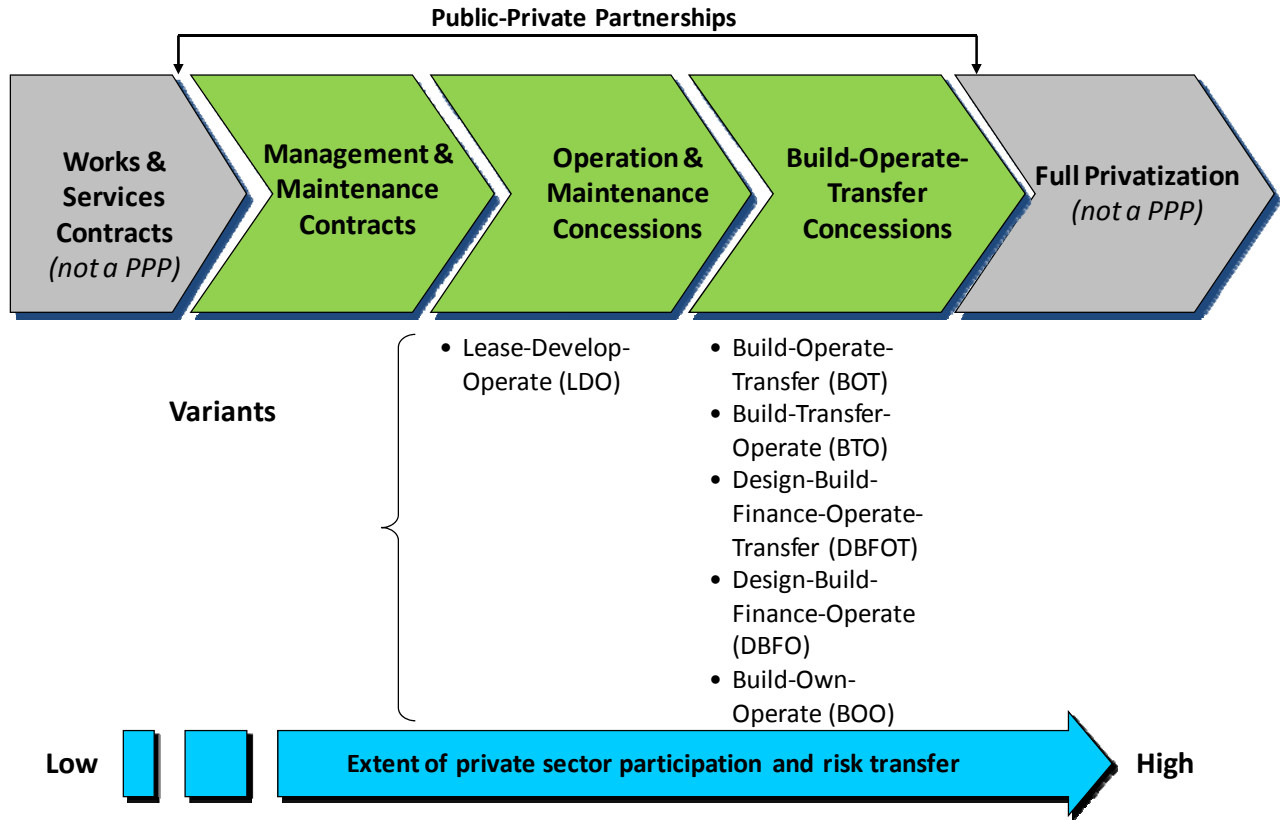 Public-Private Partnerships
Works &
Services
Contracts
(not a PPP)
Management &
Maintenance
Contracts
Operation &
Maintenance
Concessions
Build-Operate-
Transfer
Concessions
Full Privatization
(not a PPP)
Variants
• Lease-Develop-
Operate (LDO)
• Build-Operate-
Transfer (BOT)
• Build-Transfer-
Operate (BTO)
• Design-Build-
Finance-Operate-
Transfer (DBFOT)
• Design-Build-
Finance-Operate
(DBFO)
• Build-Own-
Operate (BOO)
Low
Extent of private sector participation and risk transfer
High